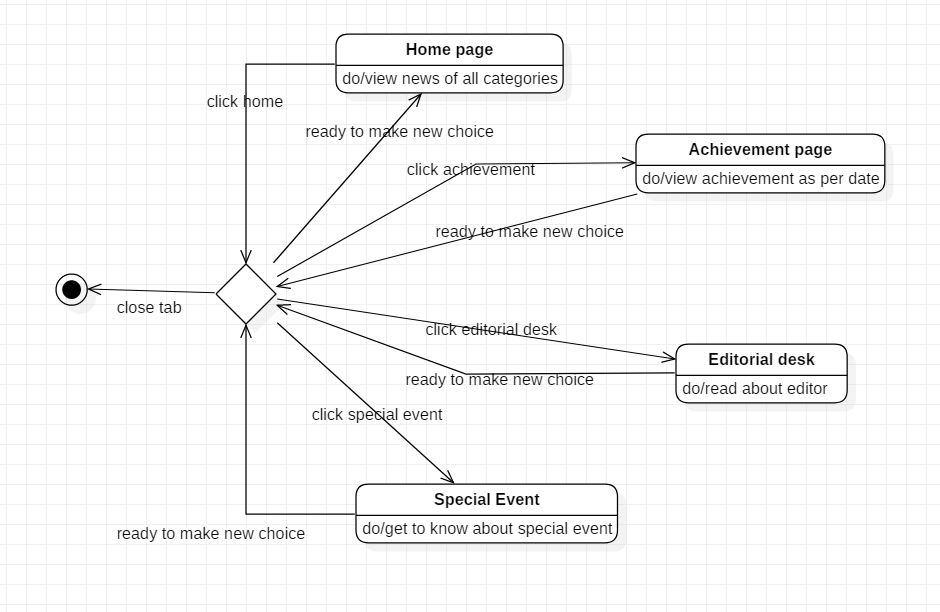 Home page
do/view news of all categories
click home
ready to make new choice
Achievement page
do/view achievement as per date
click achievement
ready to make new choice
close tab
click editorial desk
Editorial desk
do/read about editor
ready to make new choice
click special event
Special Event
do/get to know about special event
ready to make new choice